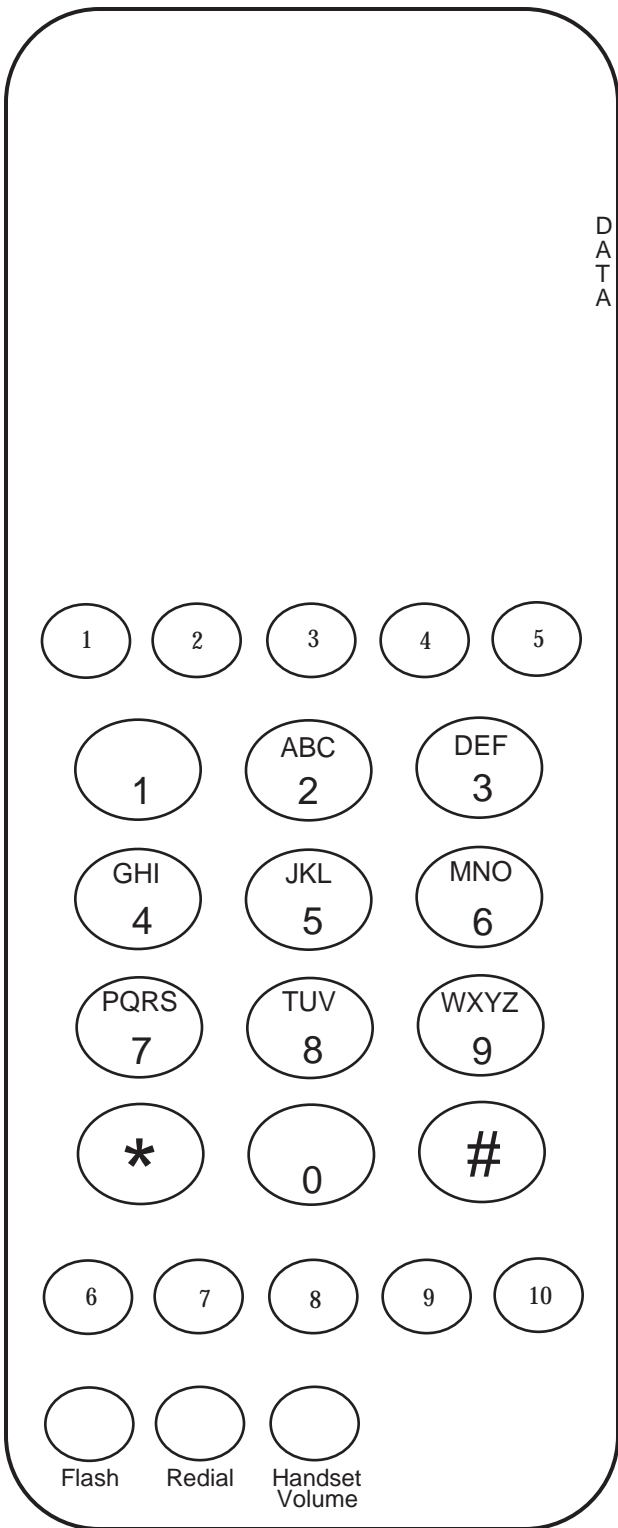 D
A
T
A
1 2 3 4 5
ABC DEF
1 2 3
GHI JKL MNO
4 5 6
PQRS TUV WXYZ
7 8 9
* 0 #
6 7 8 9 10
Flash Redial Handset
Volume